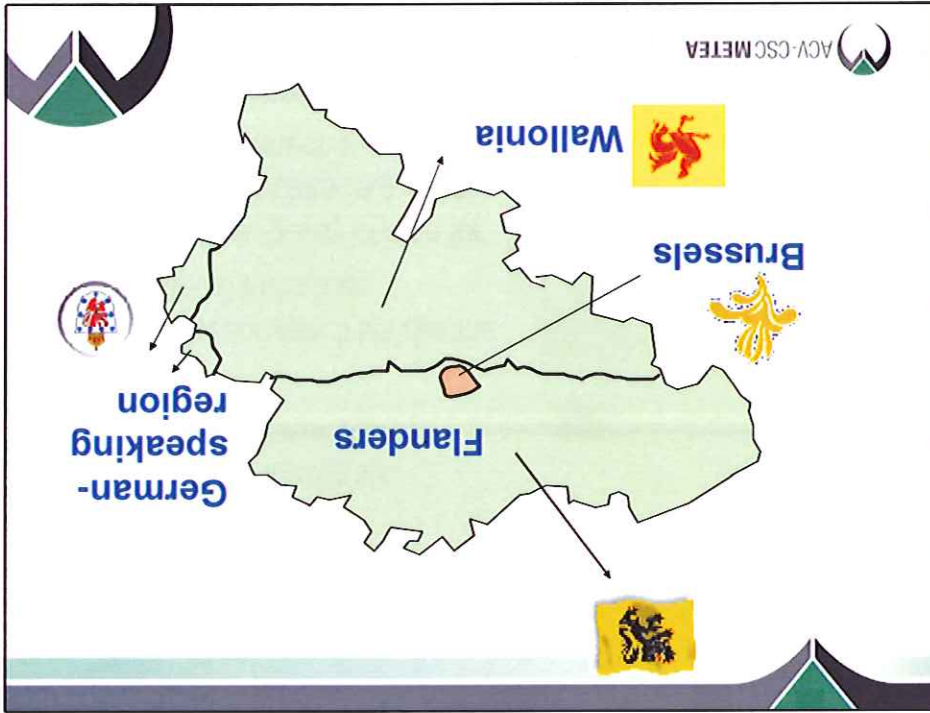 Flanders
German-
speaking
region
Brussels
Wallonia
ACV-CSC METEA